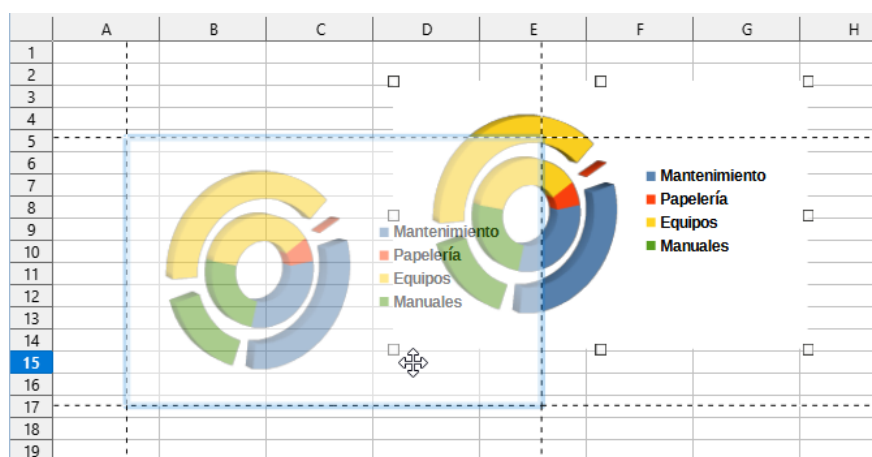 A B C D E F G H
1
2
3
4
5
6
7
8
9
10
11
12
13
14
15
16
17
18
19
Mantenimiento
Papelería
Equipos
Manuales
Mantenimiento
Papelería
Equipos
Manuales